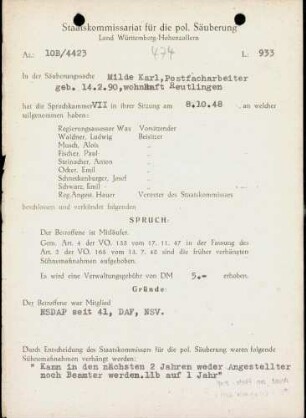 Staatskommissariat für die pol. Säuberung
Land Württemberg-Hohenzollern
Az.: 10B/4423 474 L. 933
In der Säuberungssache Milde Karl, Postfacharbeiter
geb. 14.2.90, wohnhaft Reutlingen
hat die Spruchkammer VII in ihrer Sitzung am 8.10.48 , an welcher
teilgenommen haben:
Regierungsassessor Wax Vorsitzender
Waldner, Ludwig Beisitzer
Musch, Alois "
Fischer, Paul "
Steinacher, Anton "
Osker, Emil "
Schneckenburger, Josef "
Schwarz, Emil "
Reg.Angest. Hauer Vertreter des Staatskommissars
beschlossen und verkündet folgenden
SPRUCH:
Der Betroffene ist Mitläufer.
Gem. Art. 4 der VO. 133 vom 17. 11. 47 in der Fassung des
Art. 2 der VO. 165 vom 13. 7. 48 sind die früher verhängten
Sühnemaßnahmen aufgehoben.
Es wird eine Verwaltungsgebühr von DM 5.- erhoben.
Gründe:
Der Betroffene war Mitglied
NSDAP seit 41, DAF, NSV.
Durch Entscheidung des Staatskommissars für die pol. Säuberung waren folgende
Sühnemaßnahmen verhängt worden:
" Kann in den nächsten 2 Jahren weder Angestellter
noch Beamter werden. 11b auf 1 Jahr"